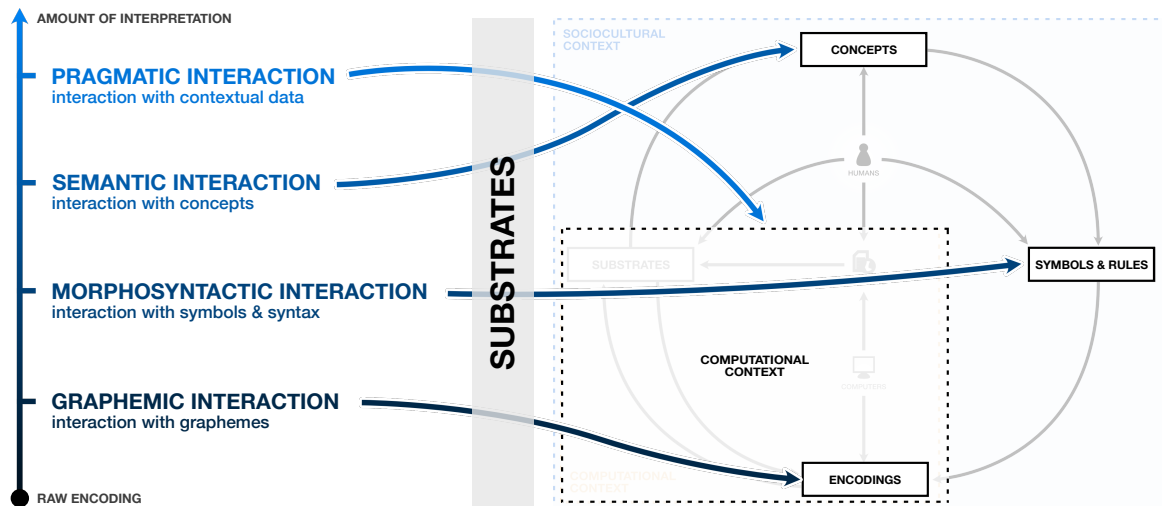 AMOUNT OF INTERPRETATION
PRAGMATIC INTERACTION
interaction with contextual data
SEMANTIC INTERACTION
interaction with concepts
MORPHOSYNTACTIC INTERACTION
interaction with symbols & syntax
GRAPHEMIC INTERACTION
interaction with graphemes
RAW ENCODING
SUBSTRATES
SOCIOCULTURAL
CONTEXT
CONCEPTS
HUMANS
SUBSTRATES
SYMBOLS & RULES
COMPUTATIONAL
CONTEXT
COMPUTERS
COMPUTATIONAL
CONTEXT
ENCODINGS